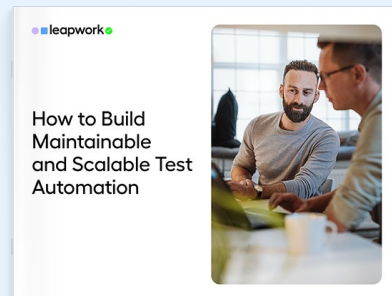 leapwork
How to Build
Maintainable
and Scalable Test
Automation